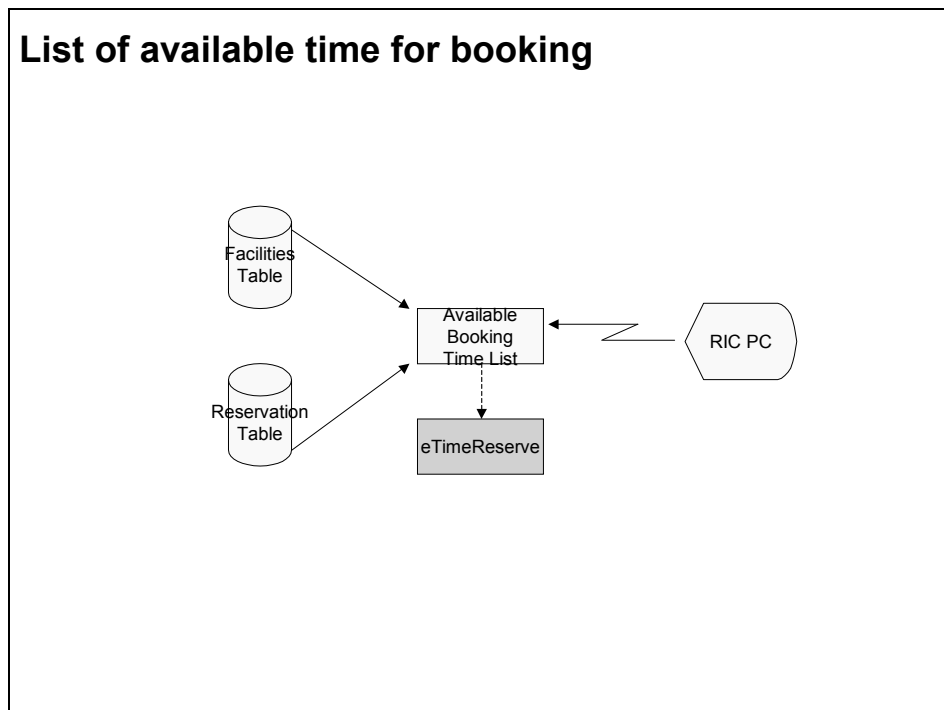 List of available time for booking
Facilities
Table
Available
Booking
Time List
RIC PC
Reservation
Table
eTimeReserve